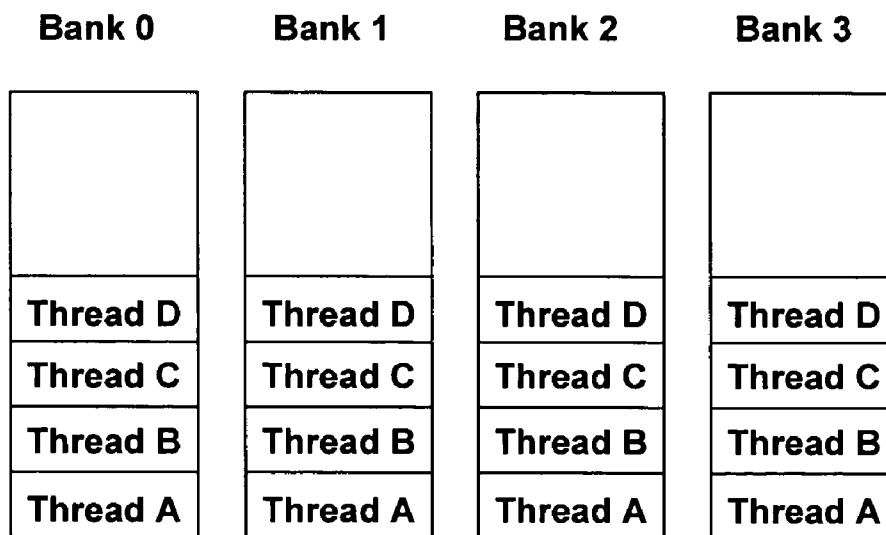 Bank 0 Bank 1 Bank 2 Bank 3
Thread D Thread D Thread D Thread D
Thread C Thread C Thread C Thread C
Thread B Thread B Thread B Thread B
Thread A Thread A Thread A Thread A